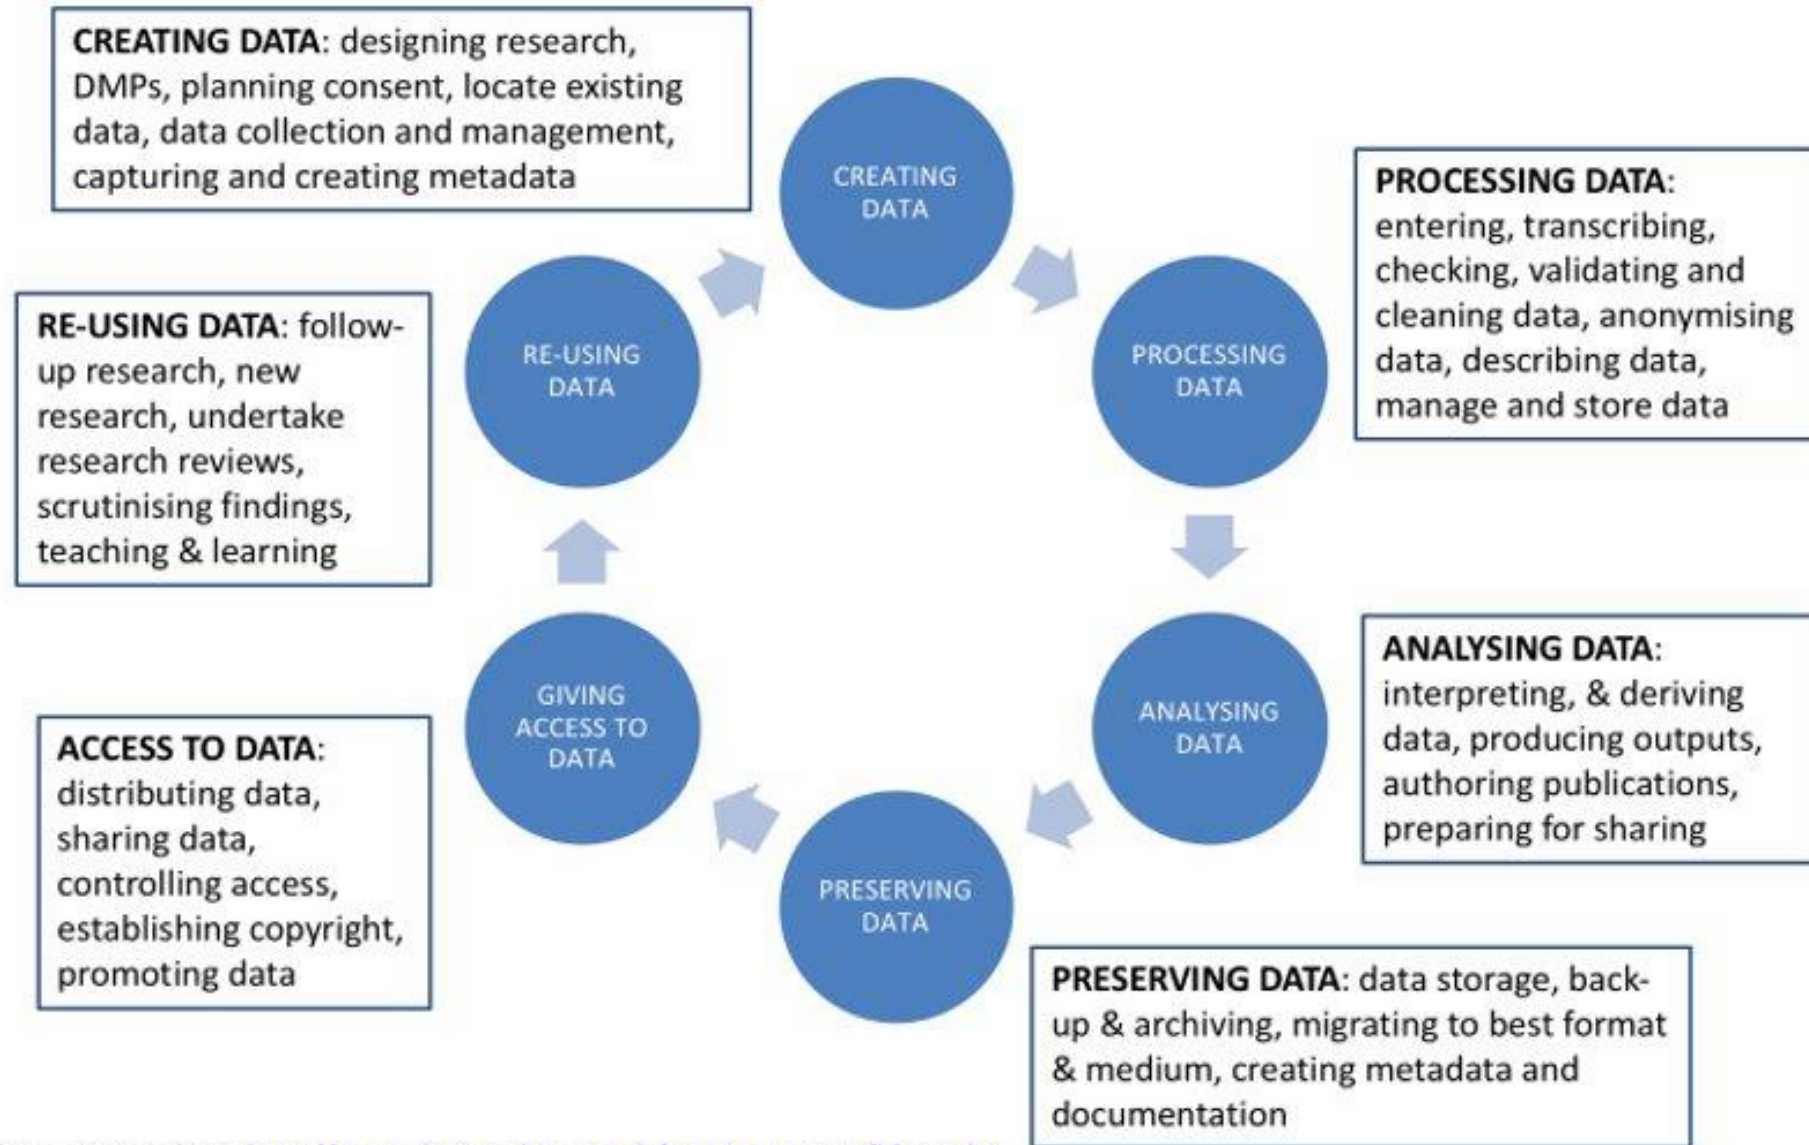 CREATING DATA: designing research,
DMPs, planning consent, locate existing
data, data collection and management,
capturing and creating metadata
CREATING
DATA
PROCESSING DATA:
entering, transcribing,
checking, validating and
cleaning data, anonymising
data, describing data,
manage and store data
RE-USING DATA: follow-
up research, new
research, undertake
research reviews,
scrutinising findings,
teaching & learning
RE-USING
DATA
PROCESSING
DATA
ANALYSING DATA:
interpreting, & deriving
data, producing outputs,
authoring publications,
preparing for sharing
GIVING
ACCESS TO
DATA
ANALYSING
DATA
ACCESS TO DATA:
distributing data,
sharing data,
controlling access,
establishing copyright,
promoting data
PRESERVING
DATA
PRESERVING DATA: data storage, back-
up & archiving, migrating to best format
& medium, creating metadata and
documentation